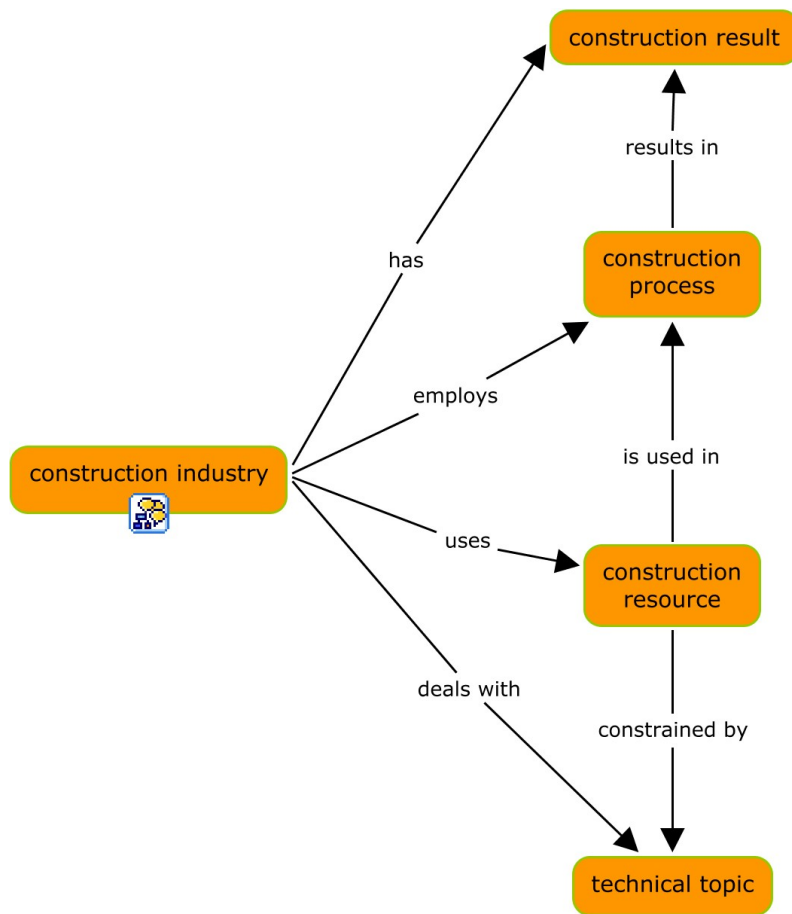 construction result
results in
has
construction
process
employs
is used in
construction industry
uses
construction
resource
deals with
constrained by
technical topic